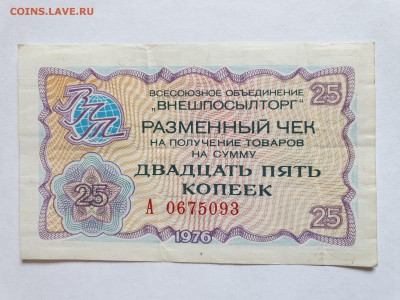 COINS.LAVE.RU
ВСЕСОЮЗНОЕ ОБЪЕДИНЕНИЕ
„ВНЕШПОСЫЛТОРГ"
25
ВПТ
РАЗМЕННЫЙ ЧЕК
НА ПОЛУЧЕНИЕ ТОВАРОВ
НА СУММУ
ДВАДЦАТЬ ПЯТЬ
КОПЕЕК
25
А 0675093
25
1976